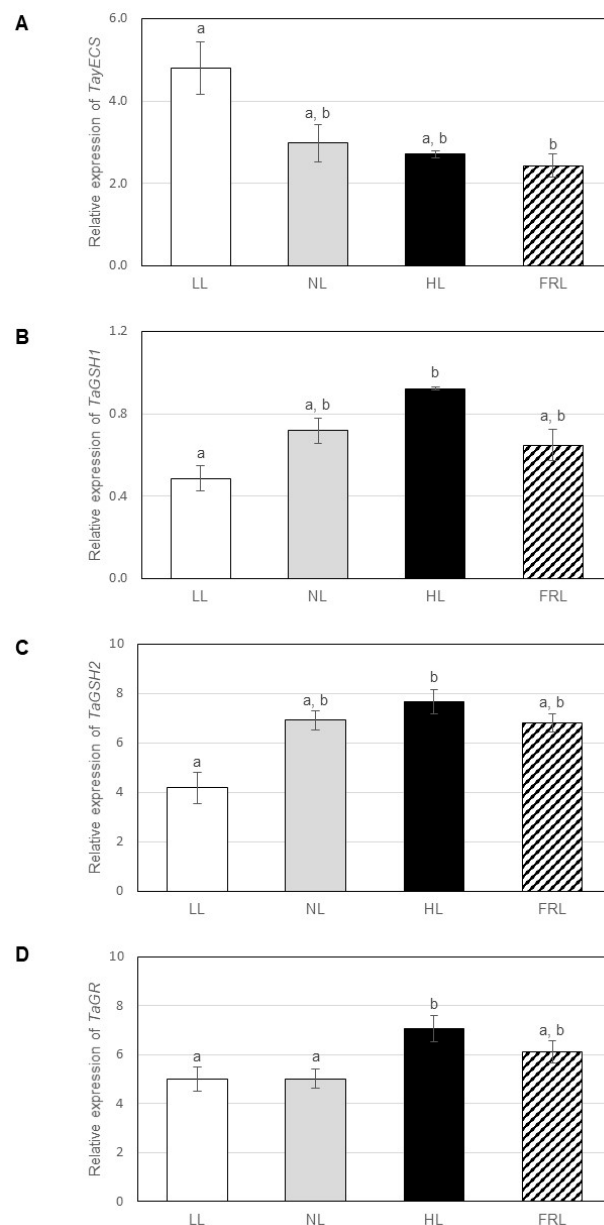 A
Relative expression of TayECS
6.0
4.0
2.0
0.0
a
a, b
a, b
b
LL NL HL FRL
B
Relative expression of TaGSH1
1.2
0.8
0.4
0.0
a
a, b
b
a, b
LL NL HL FRL
C
Relative expression of TaGSH2
10
8
6
4
2
0
a
a, b
b
a, b
LL NL HL FRL
D
Relative expression of TaGR
10
8
6
4
2
0
a
a
b
a, b
LL NL HL FRL